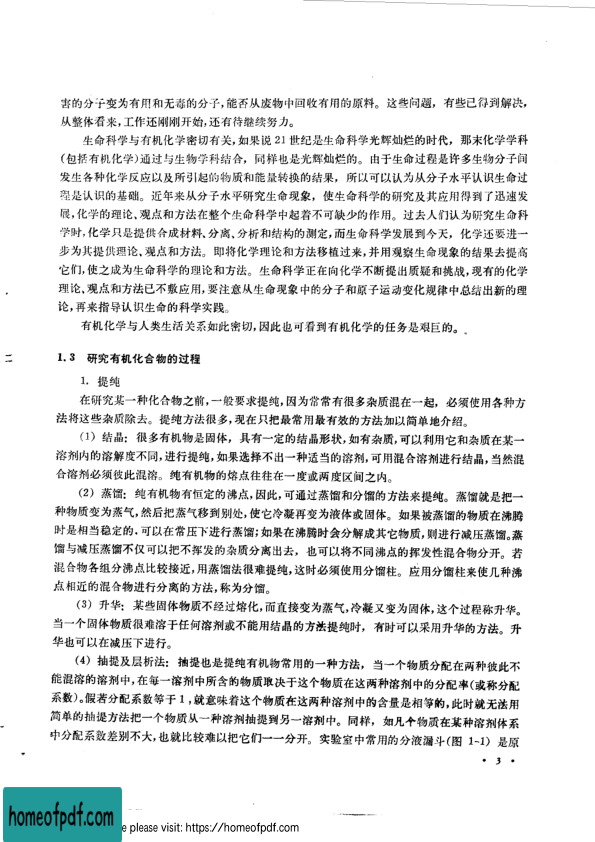 害的分子变为有用和无毒的分子,能否从废物中回收有用的原料。这些问题,有些已得到解决,
从整体看来,工作还刚刚开始,还有待继续努力。
生命科学与有机化学密切有关,如果说21世纪是生命科学光辉灿烂的时代,那末化学学科
(包括有机化学)通过与生物学科结合,同样也是光辉灿烂的。由于生命过程是许多生物分子间
发生各种化学反应以及所引起的物质和能量转换的结果,所以可以认为从分子水平认识生命过
程是认识的基础。近年来从分子水平研究生命现象,使生命科学的研究及其应用得到了迅速发
展,化学的理论、观点和方法在整个生命科学中起着不可缺少的作用。过去人们认为研究生命科
学时,化学只是提供合成材料、分离、分析和结构的测定,而生命科学发展到今天,化学还要进一
步为其提供理论、观点和方法。即将化学理论和方法移植过来,并用观察生命现象的结果去提高
它们,使之成为生命科学的理论和方法。生命科学正在向化学不断提出质疑和挑战,现有的化学
理论、观点和方法已不敷应用,要注意从生命现象中的分子和原子运动变化规律中总结出新的理
论,再来指导认识生命的科学实践。
有机化学与人类生活关系如此密切,因此也可看到有机化学的任务是艰巨的。
1.3 研究有机化合物的过程
1. 提纯
在研究某一种化合物之前,一般要求提纯,因为常常有很多杂质混在一起,必须使用各种方
法将这些杂质除去。提纯方法很多,现在只把最常用最有效的方法加以简单地介绍。
(1) 结晶: 很多有机物是固体,具有一定的结晶形状,如有杂质,可以利用它和杂质在某一
溶剂内的溶解度不同,进行提纯,如果选择不出一种适当的溶剂,可用混合溶剂进行结晶,当然混
合溶剂必须彼此混溶。纯有机物的熔点往往在一度或两度区间之内。
(2) 蒸馏: 纯有机物有恒定的沸点,因此,可通过蒸馏和分馏的方法来提纯。蒸馏就是把一
种物质变为蒸气,然后把蒸气移到别处,使它冷凝再变为液体或固体。如果被蒸馏的物质在沸腾
时是相当稳定的,可以在常压下进行蒸馏;如果在沸腾时会分解成其它物质,则进行减压蒸馏。蒸
馏与减压蒸馏不仅可以把不挥发的杂质分离出去,也可以将不同沸点的挥发性混合物分开。若
混合物各组分沸点比较接近,用蒸馏法很难提纯,这时必须使用分馏柱。应用分馏柱来使几种沸
点相近的混合物进行分离的方法,称为分馏。
(3) 升华: 某些固体物质不经过熔化,而直接变为蒸气,冷凝又变为固体,这个过程称升华。
当一个固体物质很难溶于任何溶剂或不能用结晶的方法提纯时,有时可以采用升华的方法。升
华也可以在减压下进行。
(4) 抽提及层析法: 抽提也是提纯有机物常用的一种方法,当一个物质分配在两种彼此不
能混溶的溶剂中,在每一溶剂中所含的物质取决于这个物质在这两种溶剂中的分配率(或称分配
系数)。假若分配系数等于1,就意味着这个物质在这两种溶剂中的含量是相等的,此时就无法用
简单的抽提方法把一个物质从一种溶剂抽提到另一溶剂中。同样,如几个物质在某种溶剂体系
中分配系数差别不大,也就比较难以把它们一一分开。实验室中常用的分液漏斗(图 1-1) 是原
• 3 •
homeofpdf.com
e please visit: https://homeofpdf.com